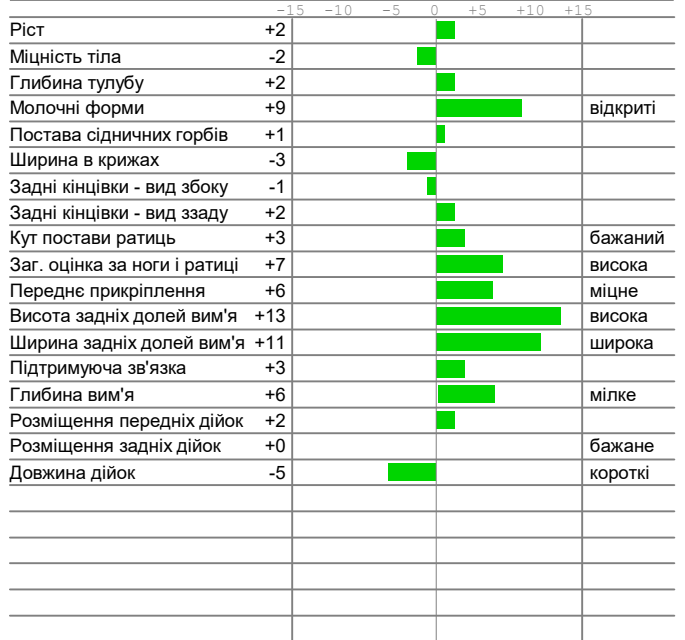 -15 -10 -5 0 +5 +10 +15
Ріст +2
Міцність тіла -2
Глибина тулубу +2
Молочні форми +9 відкриті
Постава сідничних горбів +1
Ширина в крижах -3
Задні кінцівки - вид збоку -1
Задні кінцівки - вид ззаду +2
Кут постави ратиць +3 бажаний
Заг. оцінка за ноги і ратиці +7 висока
Переднє прикріплення +6 міцне
Висота задніх долей вим'я +13 висока
Ширина задніх долей вим'я +11 широка
Підтримуюча зв'язка +3
Глибина вим'я +6 мілке
Розміщення передніх дійок +2
Розміщення задніх дійок +0 бажане
Довжина дійок -5 короткі